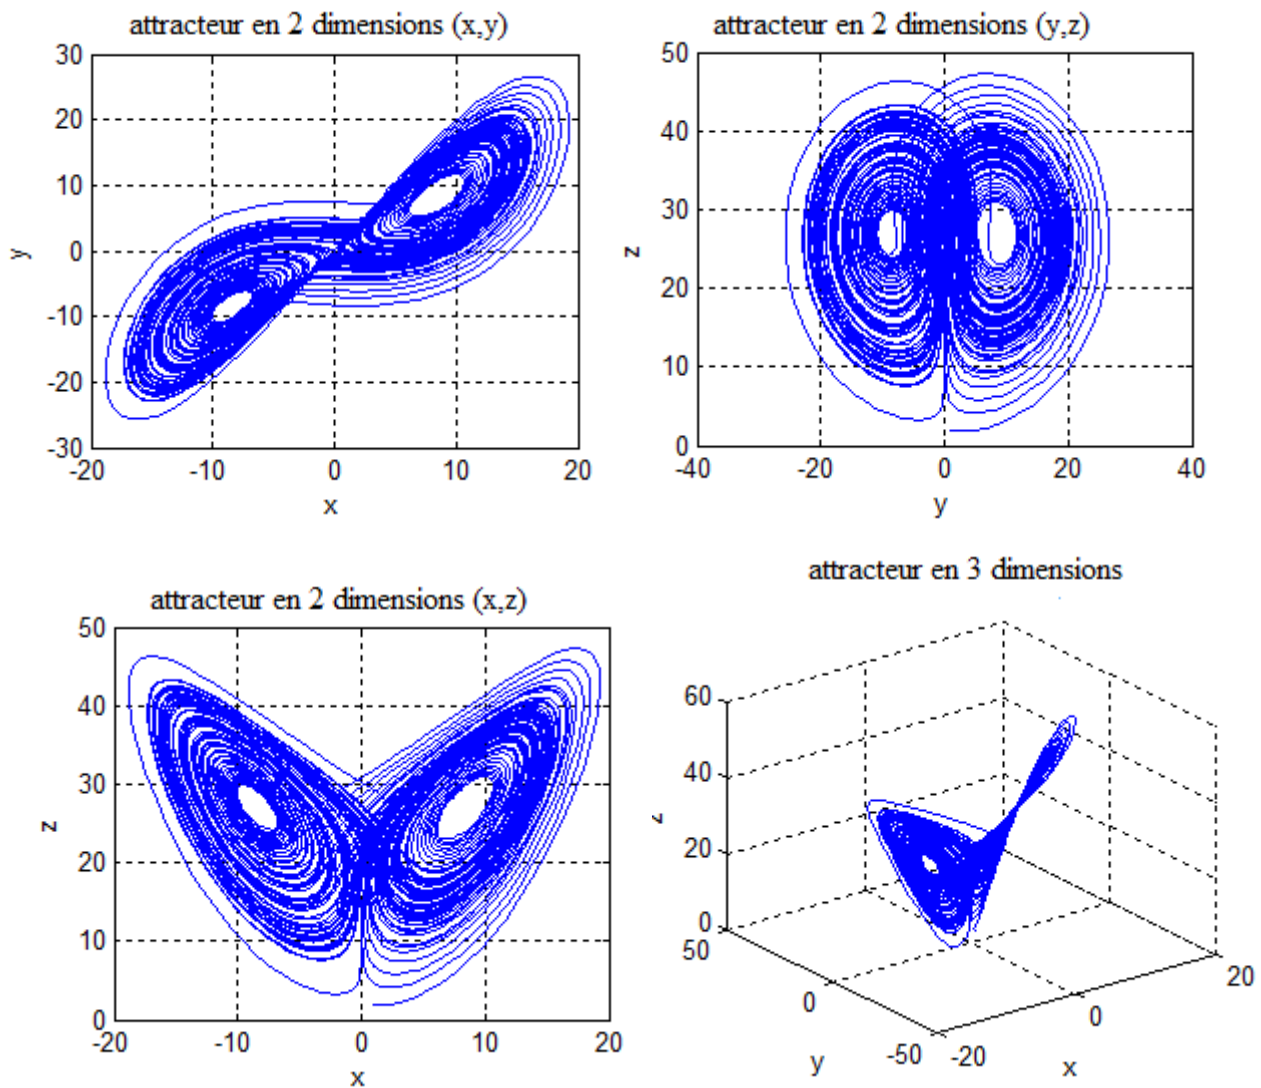 attracteur en 2 dimensions (x,y)
30
20
10
0
-10
-20
-30
y
-20 -10 0 10 20
x
attracteur en 2 dimensions (y,z)
50
40
30
20
10
0
z
-40 -20 0 20 40
y
attracteur en 2 dimensions (x,z)
50
40
30
20
10
0
z
-20 -10 0 10 20
x
attracteur en 3 dimensions
60
40
20
0
z
50
0
-50
y
-20
0
20
x